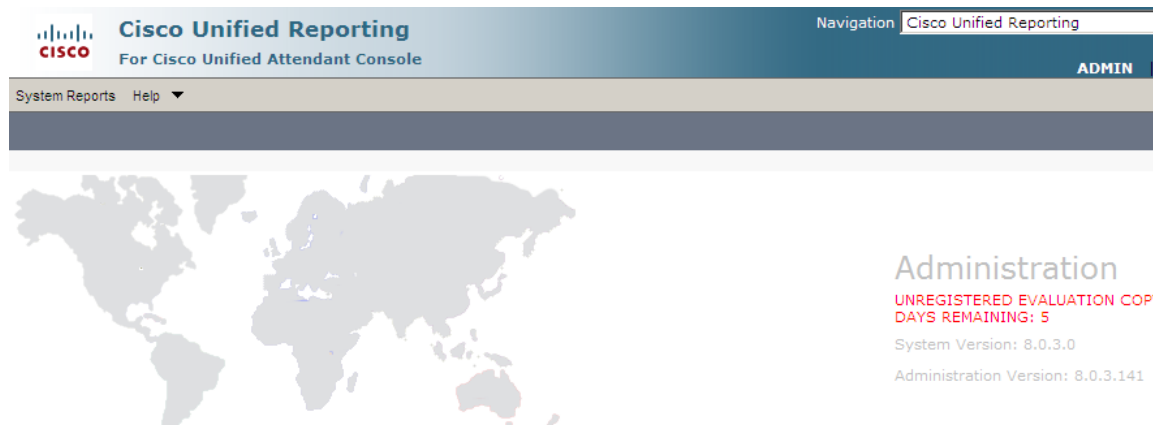 CISCO
Cisco Unified Reporting
For Cisco Unified Attendant Console
Navigation Cisco Unified Reporting
ADMIN
System Reports Help
Administration
UNREGISTERED EVALUATION COP
DAYS REMAINING: 5
System Version: 8.0.3.0
Administration Version: 8.0.3.141